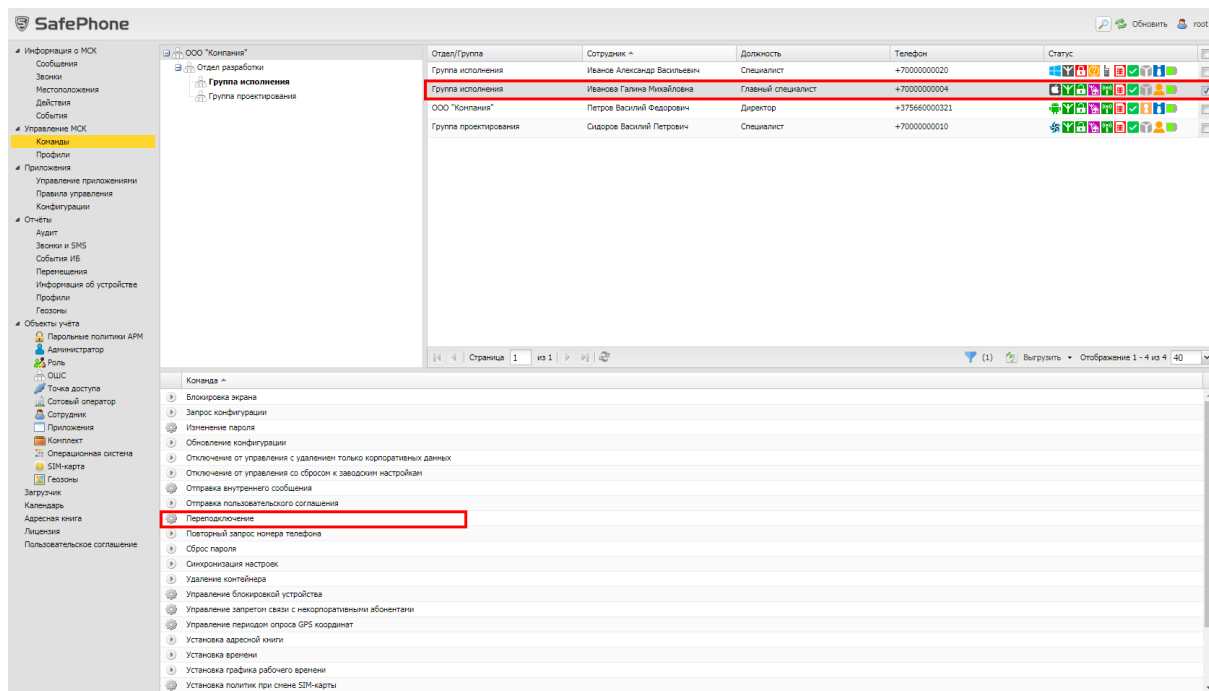 SafePhone
Обновить root
Информация о МСК
Сообщения
Звонки
Местоположения
Действия
События
Управление МСК
Команды
Профили
Приложения
Управление приложениями
Правила управления
Конфигурации
Отчёты
Аудит
Звонки и SMS
События ИБ
Перемещения
Информация об устройстве
Профили
Геозоны
Объекты учёта
Парольные политики АРМ
Администратор
Роль
ОШС
Точка доступа
Сотовый оператор
Сотрудник
Приложения
Комплект
Операционная система
SIM-карта
Геозоны
Загрузчик
Календарь
Адресная книга
Лицензия
Пользовательское соглашение
ООО "Компания"
Отдел разработки
Группа исполнения
Группа проектирования
Отдел/Группа Сотрудник Должность Телефон Статус
Группа исполнения Иванов Александр Васильевич Специалист +70000000020
Группа исполнения Иванова Галина Михайловна Главный специалист +70000000004
ООО "Компания" Петров Василий Федорович Директор +375660000321
Группа проектирования Сидоров Василий Петрович Специалист +70000000010
Страница 1 из 1 (1) Выгрузить Отображение 1 - 4 из 4 40
Команда
Блокировка экрана
Запрос конфигурации
Изменение пароля
Обновление конфигурации
Отключение от управления с удалением только корпоративных данных
Отключение от управления со сбросом к заводским настройкам
Отправка внутреннего сообщения
Отправка пользовательского соглашения
Переподключение
Повторный запрос номера телефона
Сброс пароля
Синхронизация настроек
Удаление контейнера
Управление блокировкой устройства
Управление запретом связи с некорпоративными абонентами
Управление периодом опроса GPS координат
Установка адресной книги
Установка времени
Установка графика рабочего времени
Установка политик при смене SIM-карты